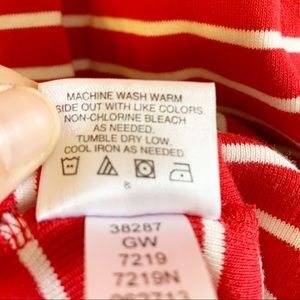 MACHINE WASH WARM
SIDE OUT WITH LIKE COLORS
NON-CHLORINE BLEACH
AS NEEDED.
TUMBLE DRY LOW.
COOL IRON AS NEEDED.
8
38287
GW
7219
7219N